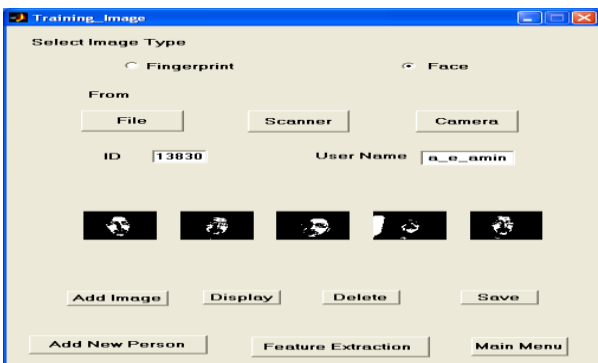 Training_Image
Select Image Type
Fingerprint Face
From
File Scanner Camera
ID 13830 User Name a_e_amin
Add Image Display Delete Save
Add New Person Feature Extraction Main Menu